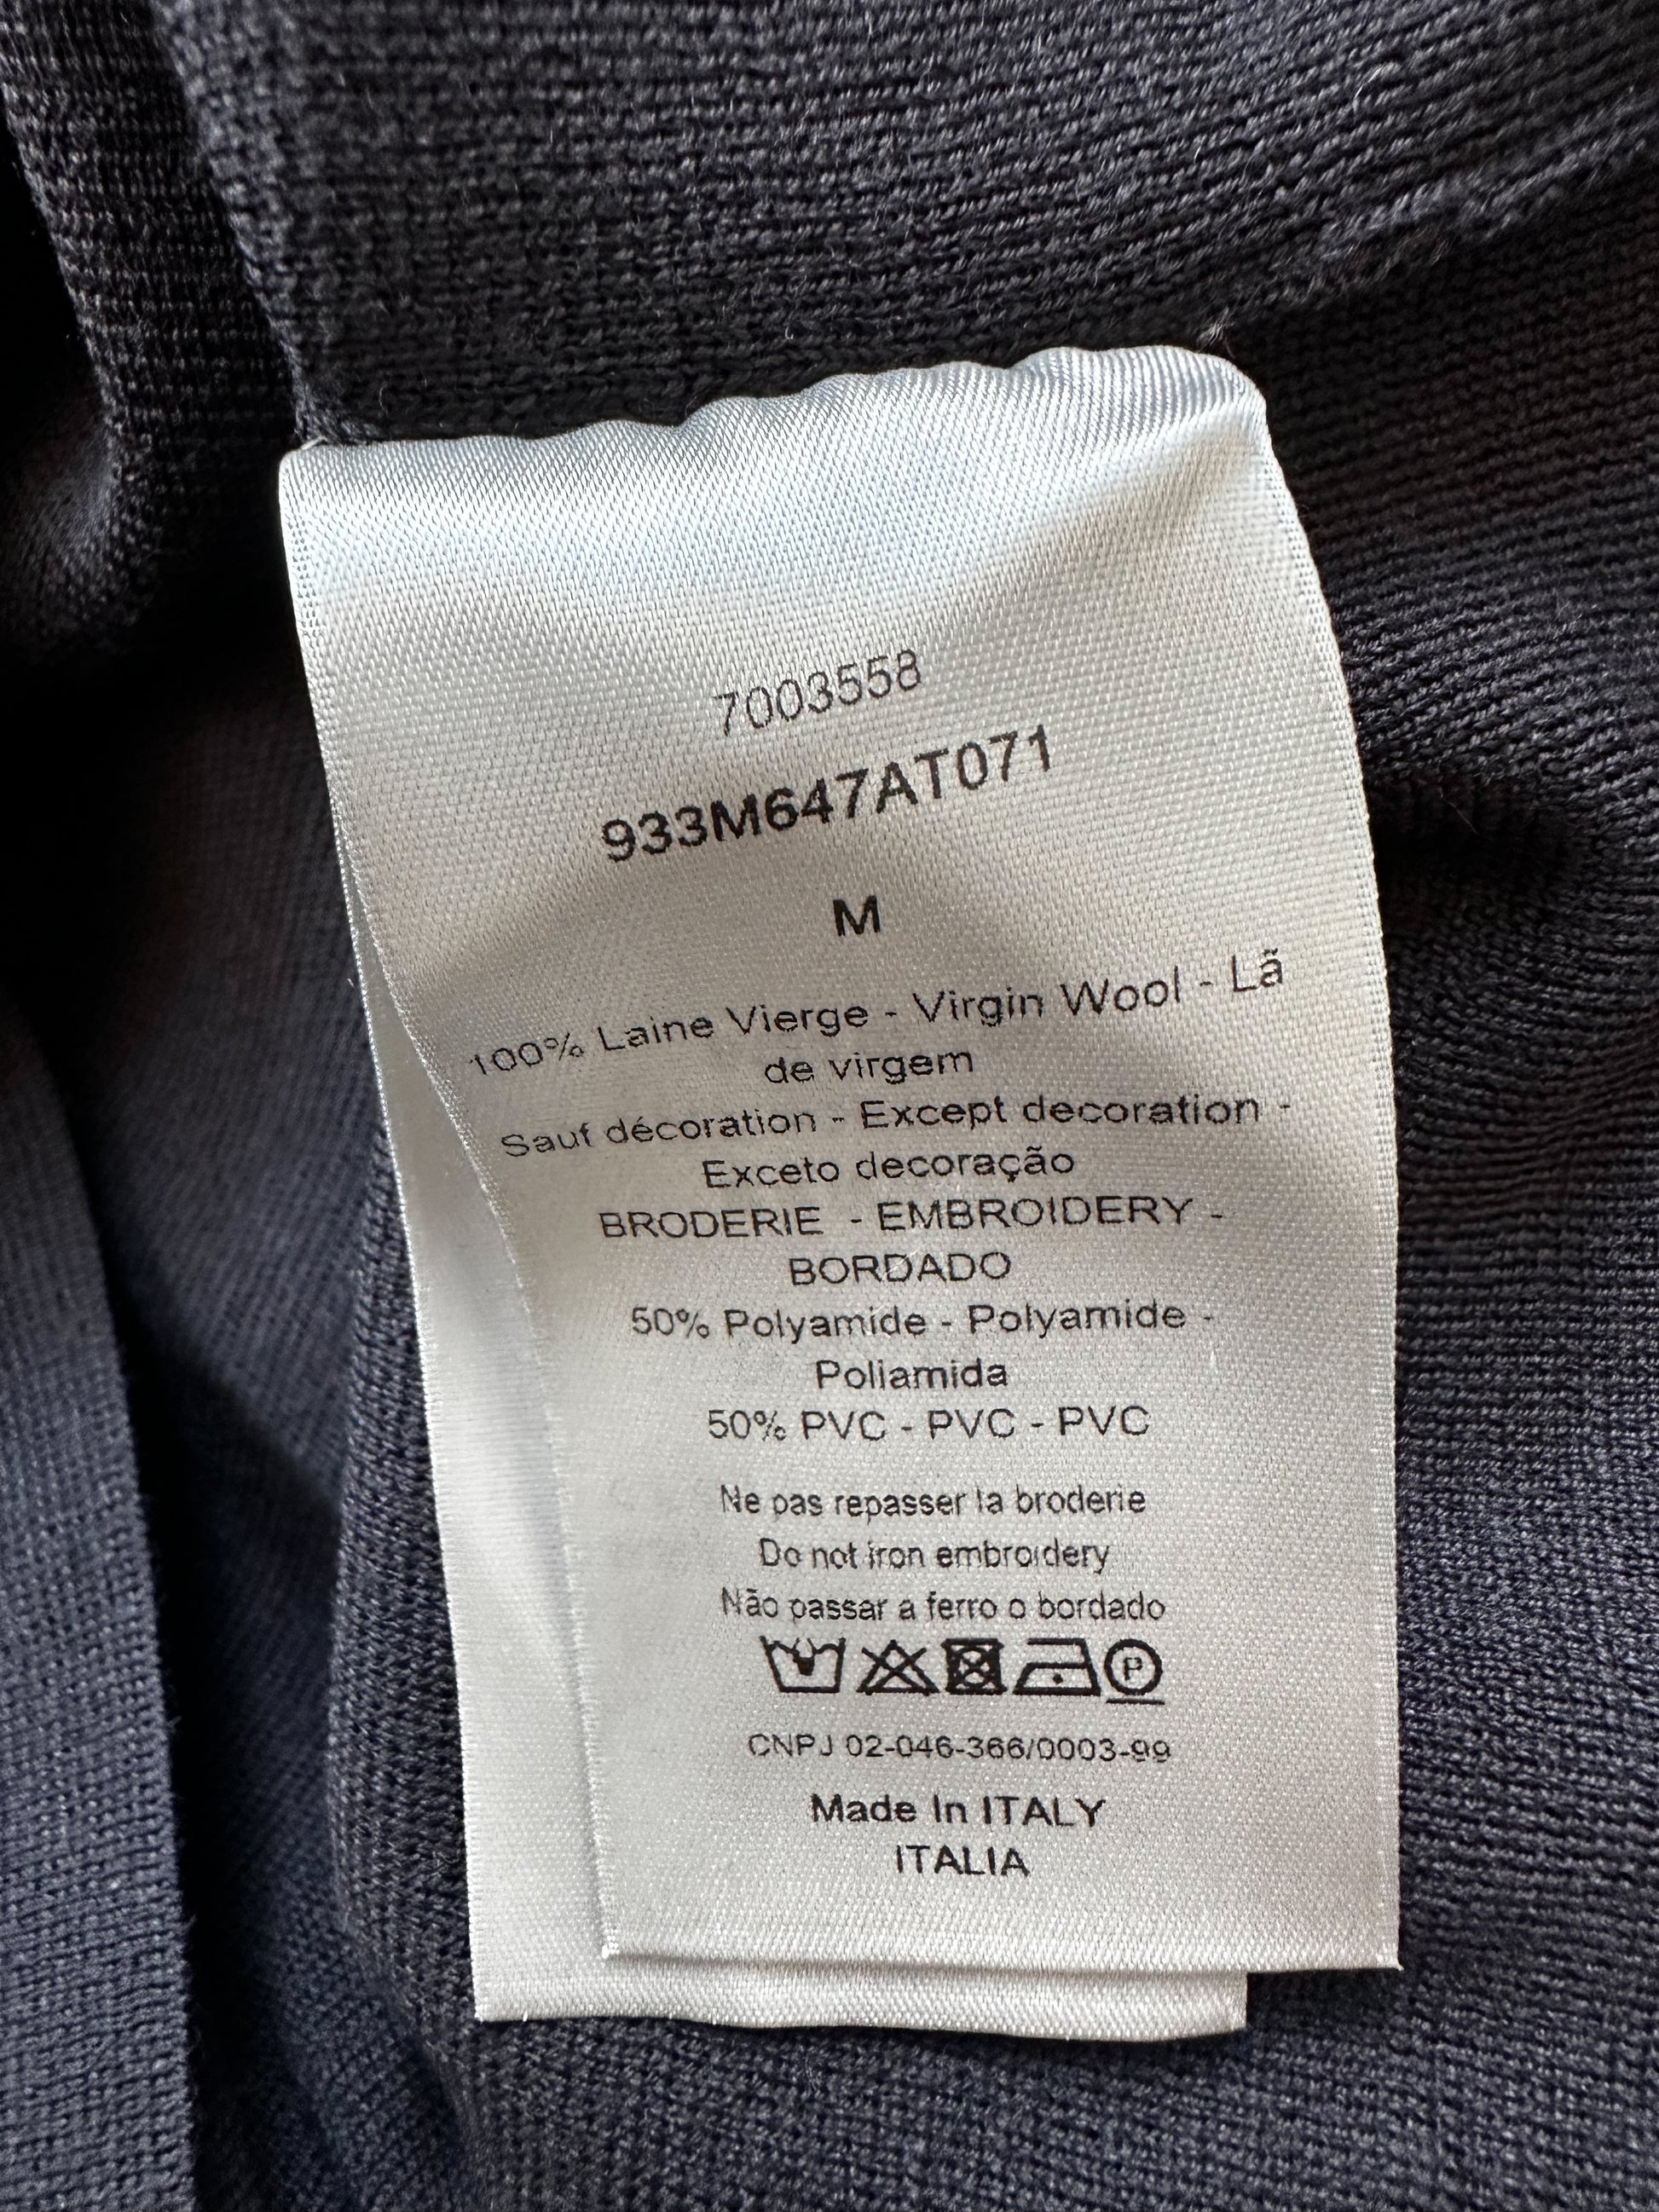 7003558
933M647AT071
M
100% Laine Vierge - Virgin Wool - Lã
de virgem
Sauf décoration - Except decoration -
Exceto decoração
BRODERIE - EMBROIDERY -
BORDADO
50% Polyamide - Polyamide -
Poliamida
50% PVC - PVC - PVC
Ne pas repasser la broderie
Do not iron embroidery
Não passar a ferro o bordado
P
CNPJ 02-046-366/0003-99
Made In ITALY
ITALIA